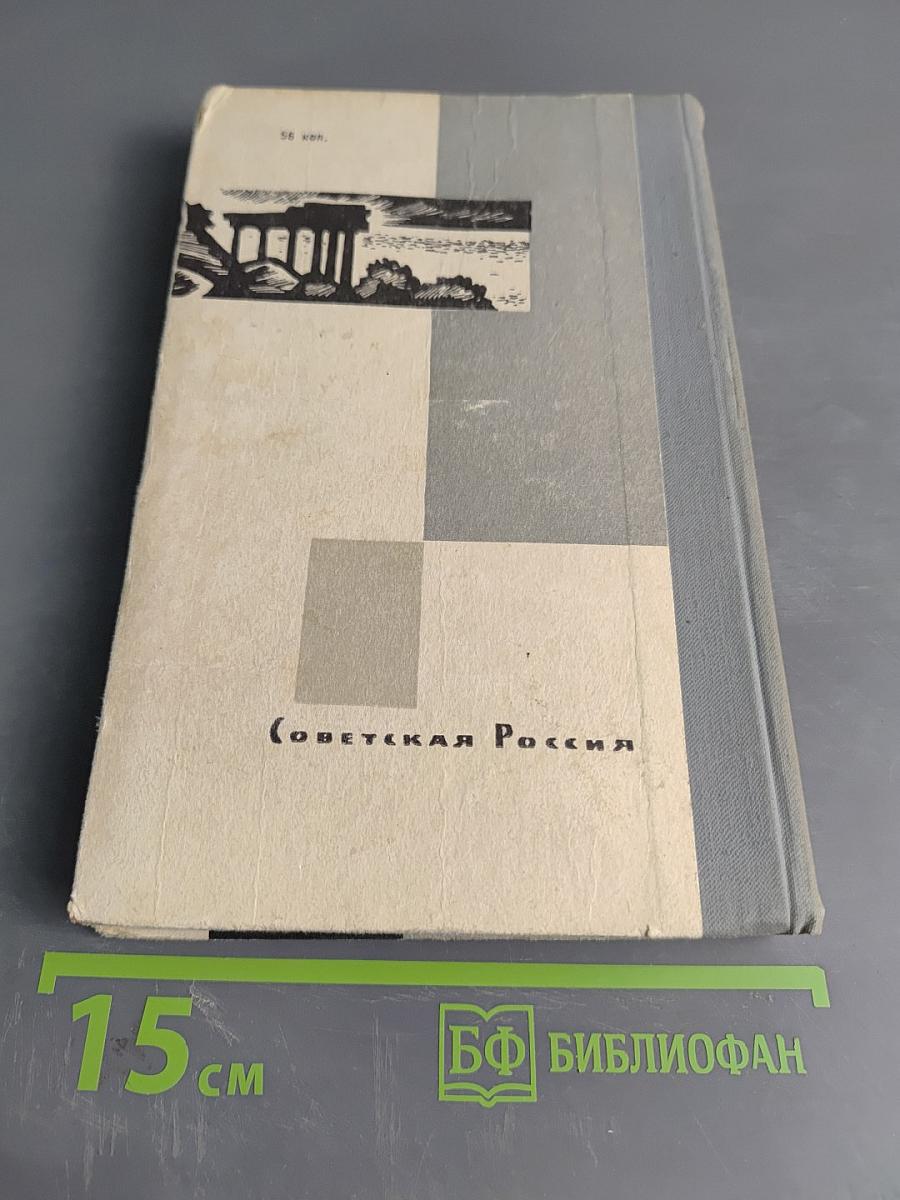 56 коп.
Советская Россия
15 см
БФ БИБЛИОФАН